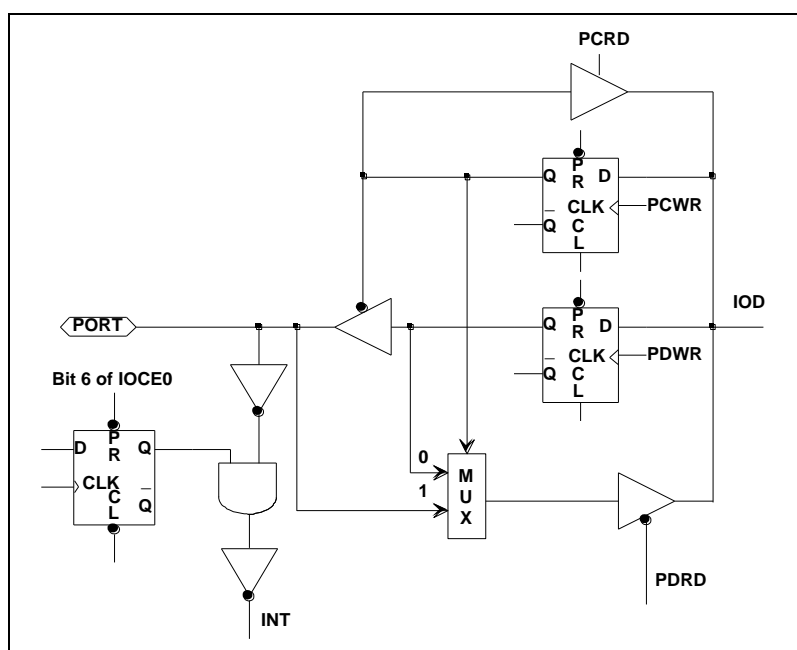 PCRD
Q P R D
CLK PCWR
Q C L
IOD
PORT
Q P R D
CLK PDWR
Q C L
Bit 6 of IOCE0
D P R Q
CLK C L Q
0
1
M U X
PDRD
INT